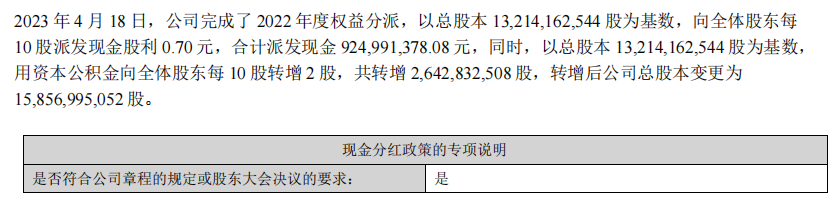 2023 年 4 月 18 日，公司完成了 2022 年度权益分派，以总股本 13,214,162,544 股为基数，向全体股东每
10 股派发现金股利 0.70 元，合计派发现金 924,991,378.08 元，同时，以总股本 13,214,162,544 股为基数，
用资本公积金向全体股东每 10 股转增 2 股，共转增 2,642,832,508 股，转增后公司总股本变更为
15,856,995,052 股。
现金分红政策的专项说明
是否符合公司章程的规定或股东大会决议的要求： 是